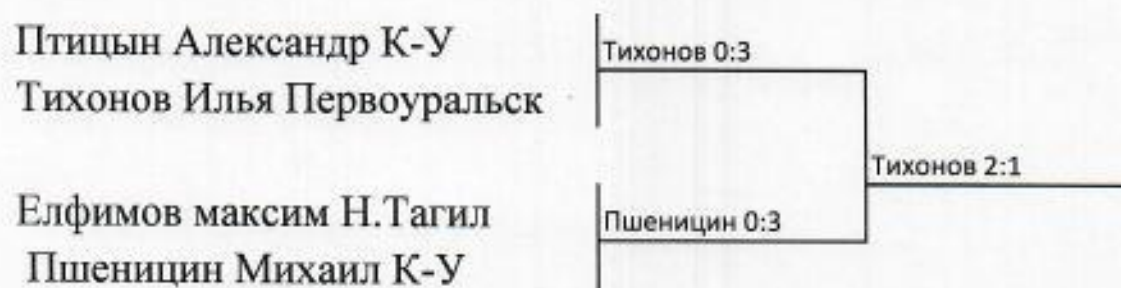 Птицын Александр К-У
Тихонов 0:3
Тихонов Илья Первоуральск
Тихонов 2:1
Елфимов максим Н.Тагил
Пшеницин 0:3
Пшеницин Михаил К-У